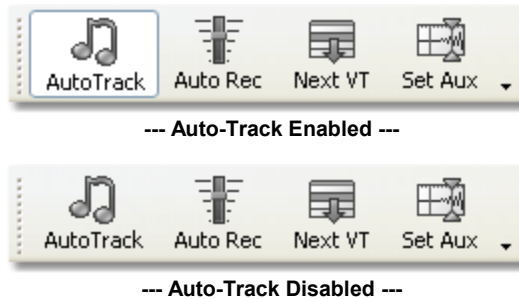 AutoTrack Auto Rec Next VT Set Aux
--- Auto-Track Enabled ---
AutoTrack Auto Rec Next VT Set Aux
--- Auto-Track Disabled ---